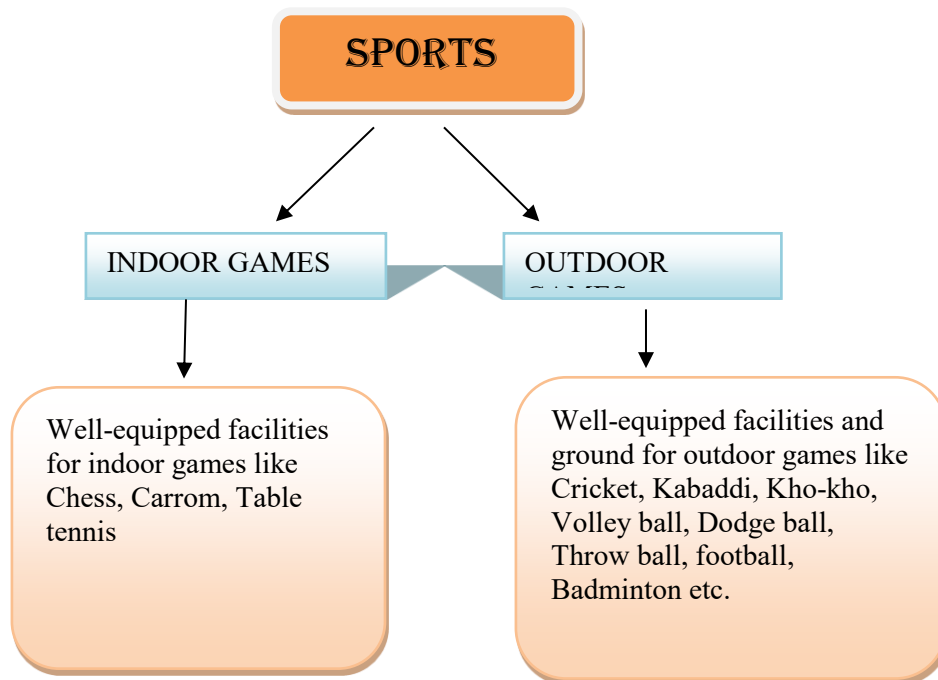 SPORTS
INDOOR GAMES
OUTDOOR
Well-equipped facilities
for indoor games like
Chess, Carrom, Table
tennis
Well-equipped facilities and
ground for outdoor games like
Cricket, Kabaddi, Kho-kho,
Volley ball, Dodge ball,
Throw ball, football,
Badminton etc.